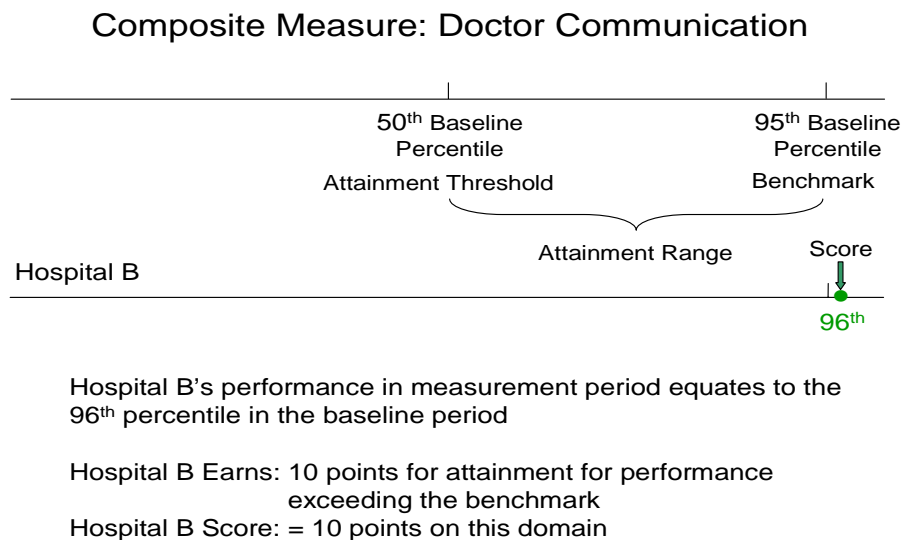 Composite Measure: Doctor Communication
50th Baseline Percentile
Attainment Threshold
95th Baseline Percentile
Benchmark
Attainment Range
Score
Hospital B
96th
Hospital B's performance in measurement period equates to the
96th percentile in the baseline period
Hospital B Earns: 10 points for attainment for performance
exceeding the benchmark
Hospital B Score: = 10 points on this domain